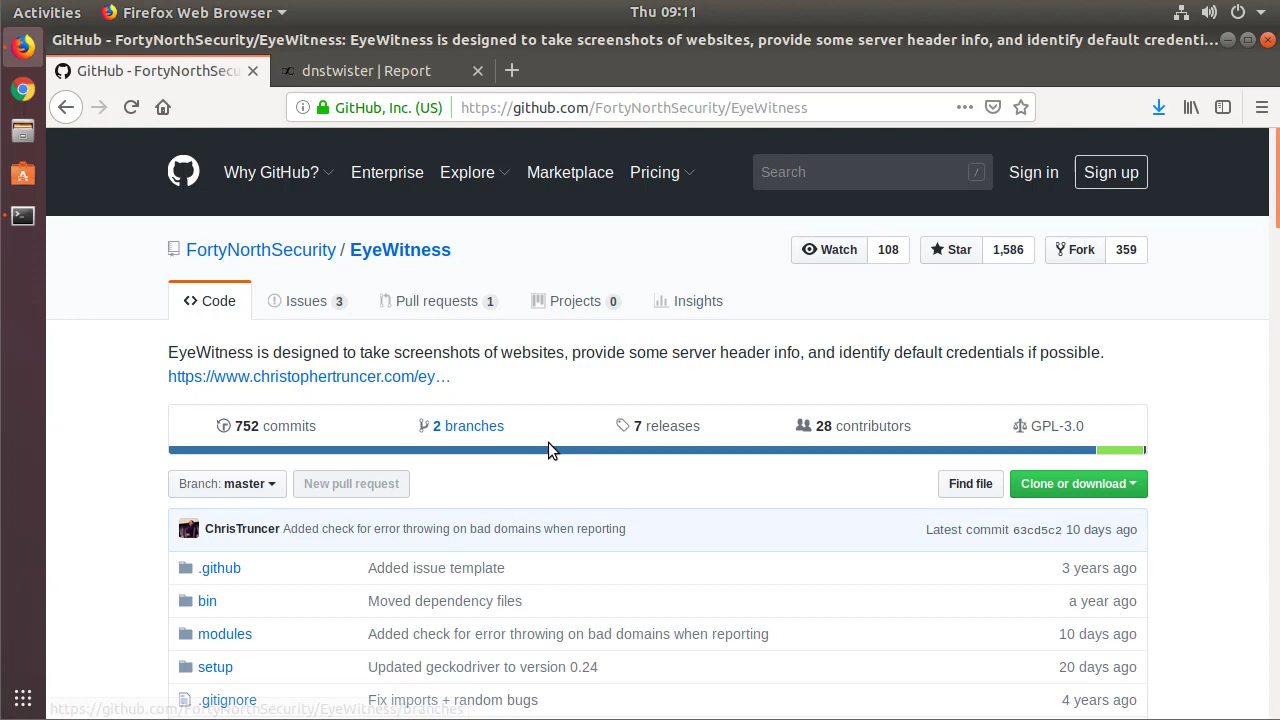 Activities Firefox Web Browser Thu 09:11
GitHub - FortyNorthSecurity/EyeWitness: EyeWitness is designed to take screenshots of websites, provide some server header info, and identify default credenti...
GitHub - FortyNorthSecu
dnstwister | Report
GitHub, Inc. (US) https://github.com/FortyNorthSecurity/EyeWitness
Why GitHub? Enterprise Explore Marketplace Pricing Search / Sign in Sign up
FortyNorthSecurity / EyeWitness Watch 108 Star 1,586 Fork 359
Code Issues 3 Pull requests 1 Projects 0 Insights
EyeWitness is designed to take screenshots of websites, provide some server header info, and identify default credentials if possible.
https://www.christophertruncer.com/ey…
752 commits 2 branches 7 releases 28 contributors GPL-3.0
Branch: master New pull request Find file Clone or download
ChrisTruncer Added check for error throwing on bad domains when reporting Latest commit 63cd5c2 10 days ago
.github Added issue template 3 years ago
bin Moved dependency files a year ago
modules Added check for error throwing on bad domains when reporting 10 days ago
setup Updated geckodriver to version 0.24 20 days ago
.gitignore Fix imports + random bugs 4 years ago
https://github.com/FortyNorthSecurity/EyeWitness/branches